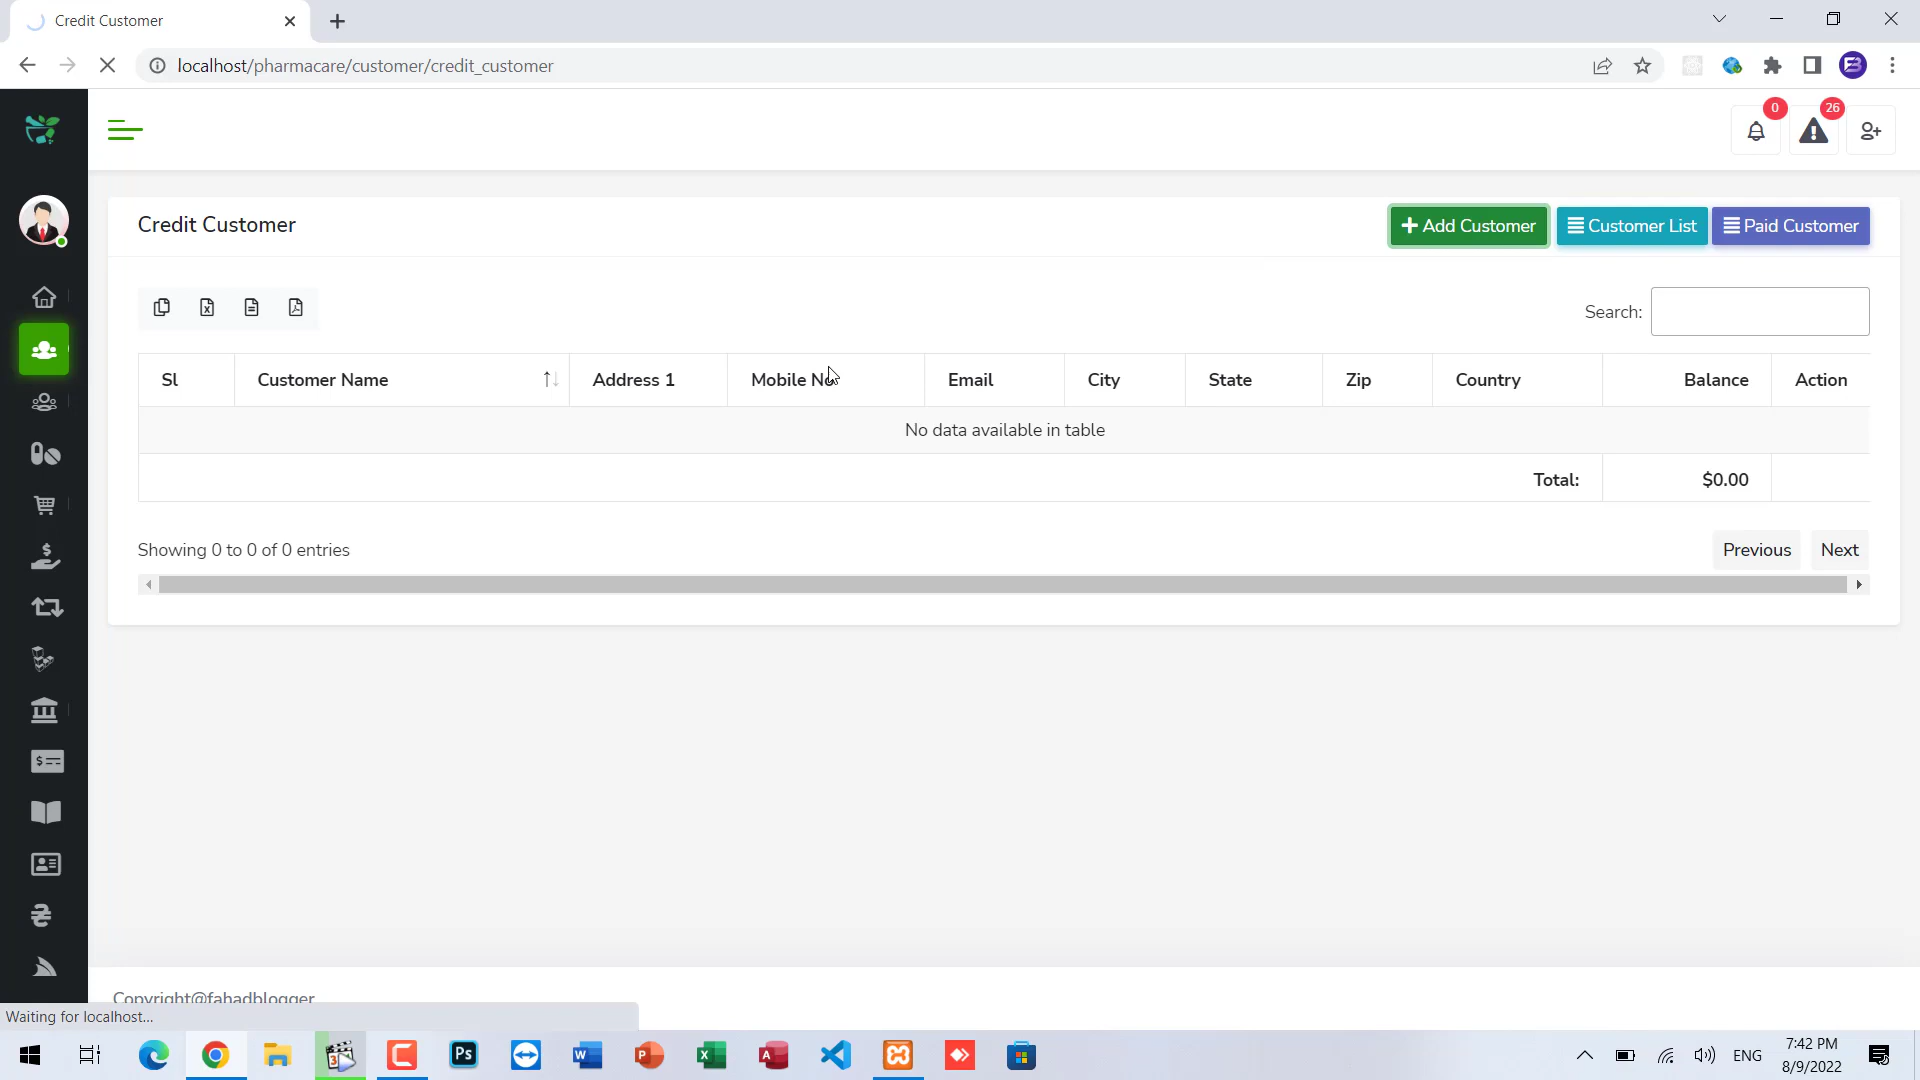 Credit Customer
localhost/pharmacare/customer/credit_customer
0
26
Credit Customer
Add Customer
Customer List
Paid Customer
Search:
Sl Customer Name Address 1 Mobile No Email City State Zip Country Balance Action
No data available in table
Total: $0.00
Showing 0 to 0 of 0 entries
Previous Next
Copyright@fahadblogger
Waiting for localhost...
ENG
7:42 PM
8/9/2022